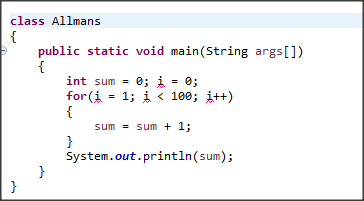 class Allmans
{
    public static void main(String args[])
    {
        int sum = 0; i = 0;
        for(i = 1; i < 100; i++)
        {
            sum = sum + 1;
        }
        System.out.println(sum);
    }
}